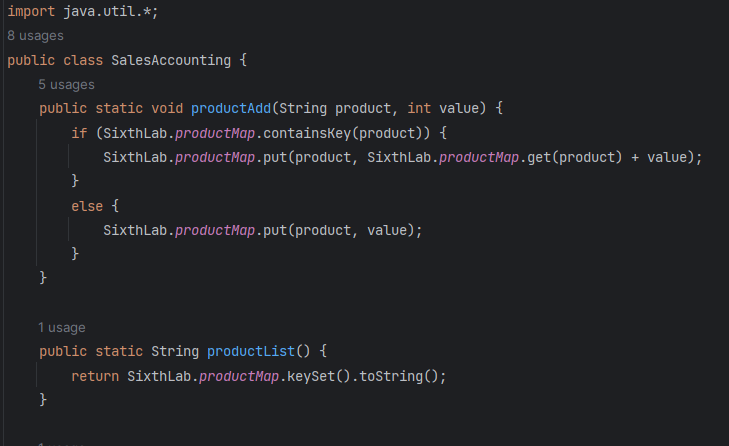 import java.util.*;
8 usages
public class SalesAccounting {
5 usages
public static void productAdd(String product, int value) {
if (SixthLab.productMap.containsKey(product)) {
SixthLab.productMap.put(product, SixthLab.productMap.get(product) + value);
}
else {
SixthLab.productMap.put(product, value);
}
}
1 usage
public static String productList() {
return SixthLab.productMap.keySet().toString();
}